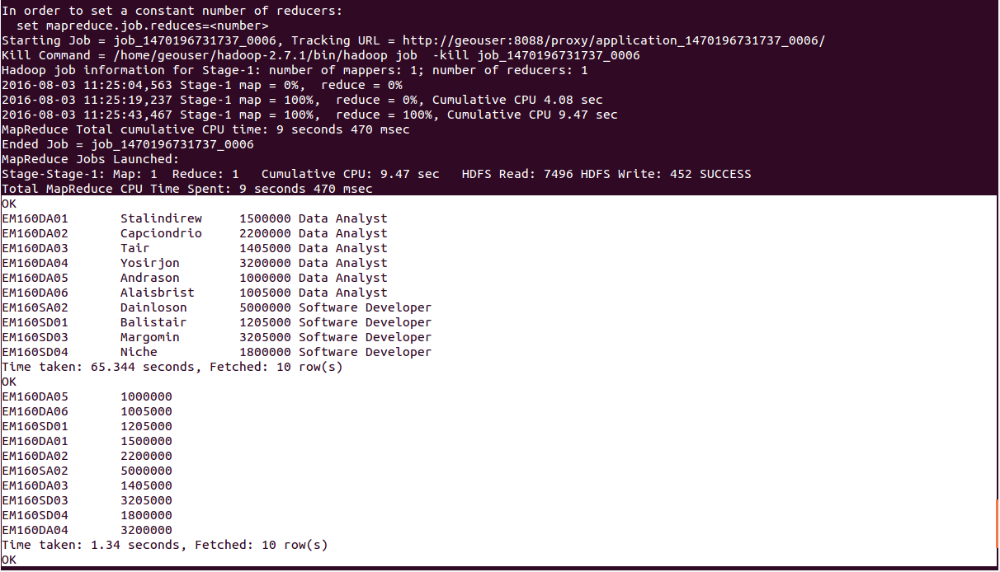 In order to set a constant number of reducers:
  set mapreduce.job.reduces=<number>
Starting Job = job_1470196731737_0006, Tracking URL = http://geouser:8088/proxy/application_1470196731737_0006/
Kill Command = /home/geouser/hadoop-2.7.1/bin/hadoop job  -kill job_1470196731737_0006
Hadoop job information for Stage-1: number of mappers: 1; number of reducers: 1
2016-08-03 11:25:04,563 Stage-1 map = 0%,  reduce = 0%
2016-08-03 11:25:19,237 Stage-1 map = 100%,  reduce = 0%, Cumulative CPU 4.08 sec
2016-08-03 11:25:43,467 Stage-1 map = 100%,  reduce = 100%, Cumulative CPU 9.47 sec
MapReduce Total cumulative CPU time: 9 seconds 470 msec
Ended Job = job_1470196731737_0006
MapReduce Jobs Launched:
Stage-Stage-1: Map: 1  Reduce: 1   Cumulative CPU: 9.47 sec   HDFS Read: 7496 HDFS Write: 452 SUCCESS
Total MapReduce CPU Time Spent: 9 seconds 470 msec
OK
EM160DA01       Stalindirew     1500000 Data Analyst
EM160DA02       Capciondrio     2200000 Data Analyst
EM160DA03       Tair            1405000 Data Analyst
EM160DA04       Yosirjon        3200000 Data Analyst
EM160DA05       Andrason        1000000 Data Analyst
EM160DA06       Alaisbrist      1005000 Data Analyst
EM160SA02       Dainloson       5000000 Software Developer
EM160SD01       Balistair       1205000 Software Developer
EM160SD03       Margomin        3205000 Software Developer
EM160SD04       Niche           1800000 Software Developer
Time taken: 65.344 seconds, Fetched: 10 row(s)
OK
EM160DA05       1000000
EM160DA06       1005000
EM160SD01       1205000
EM160DA01       1500000
EM160DA02       2200000
EM160SA02       5000000
EM160DA03       1405000
EM160SD03       3205000
EM160SD04       1800000
EM160DA04       3200000
Time taken: 1.34 seconds, Fetched: 10 row(s)
OK